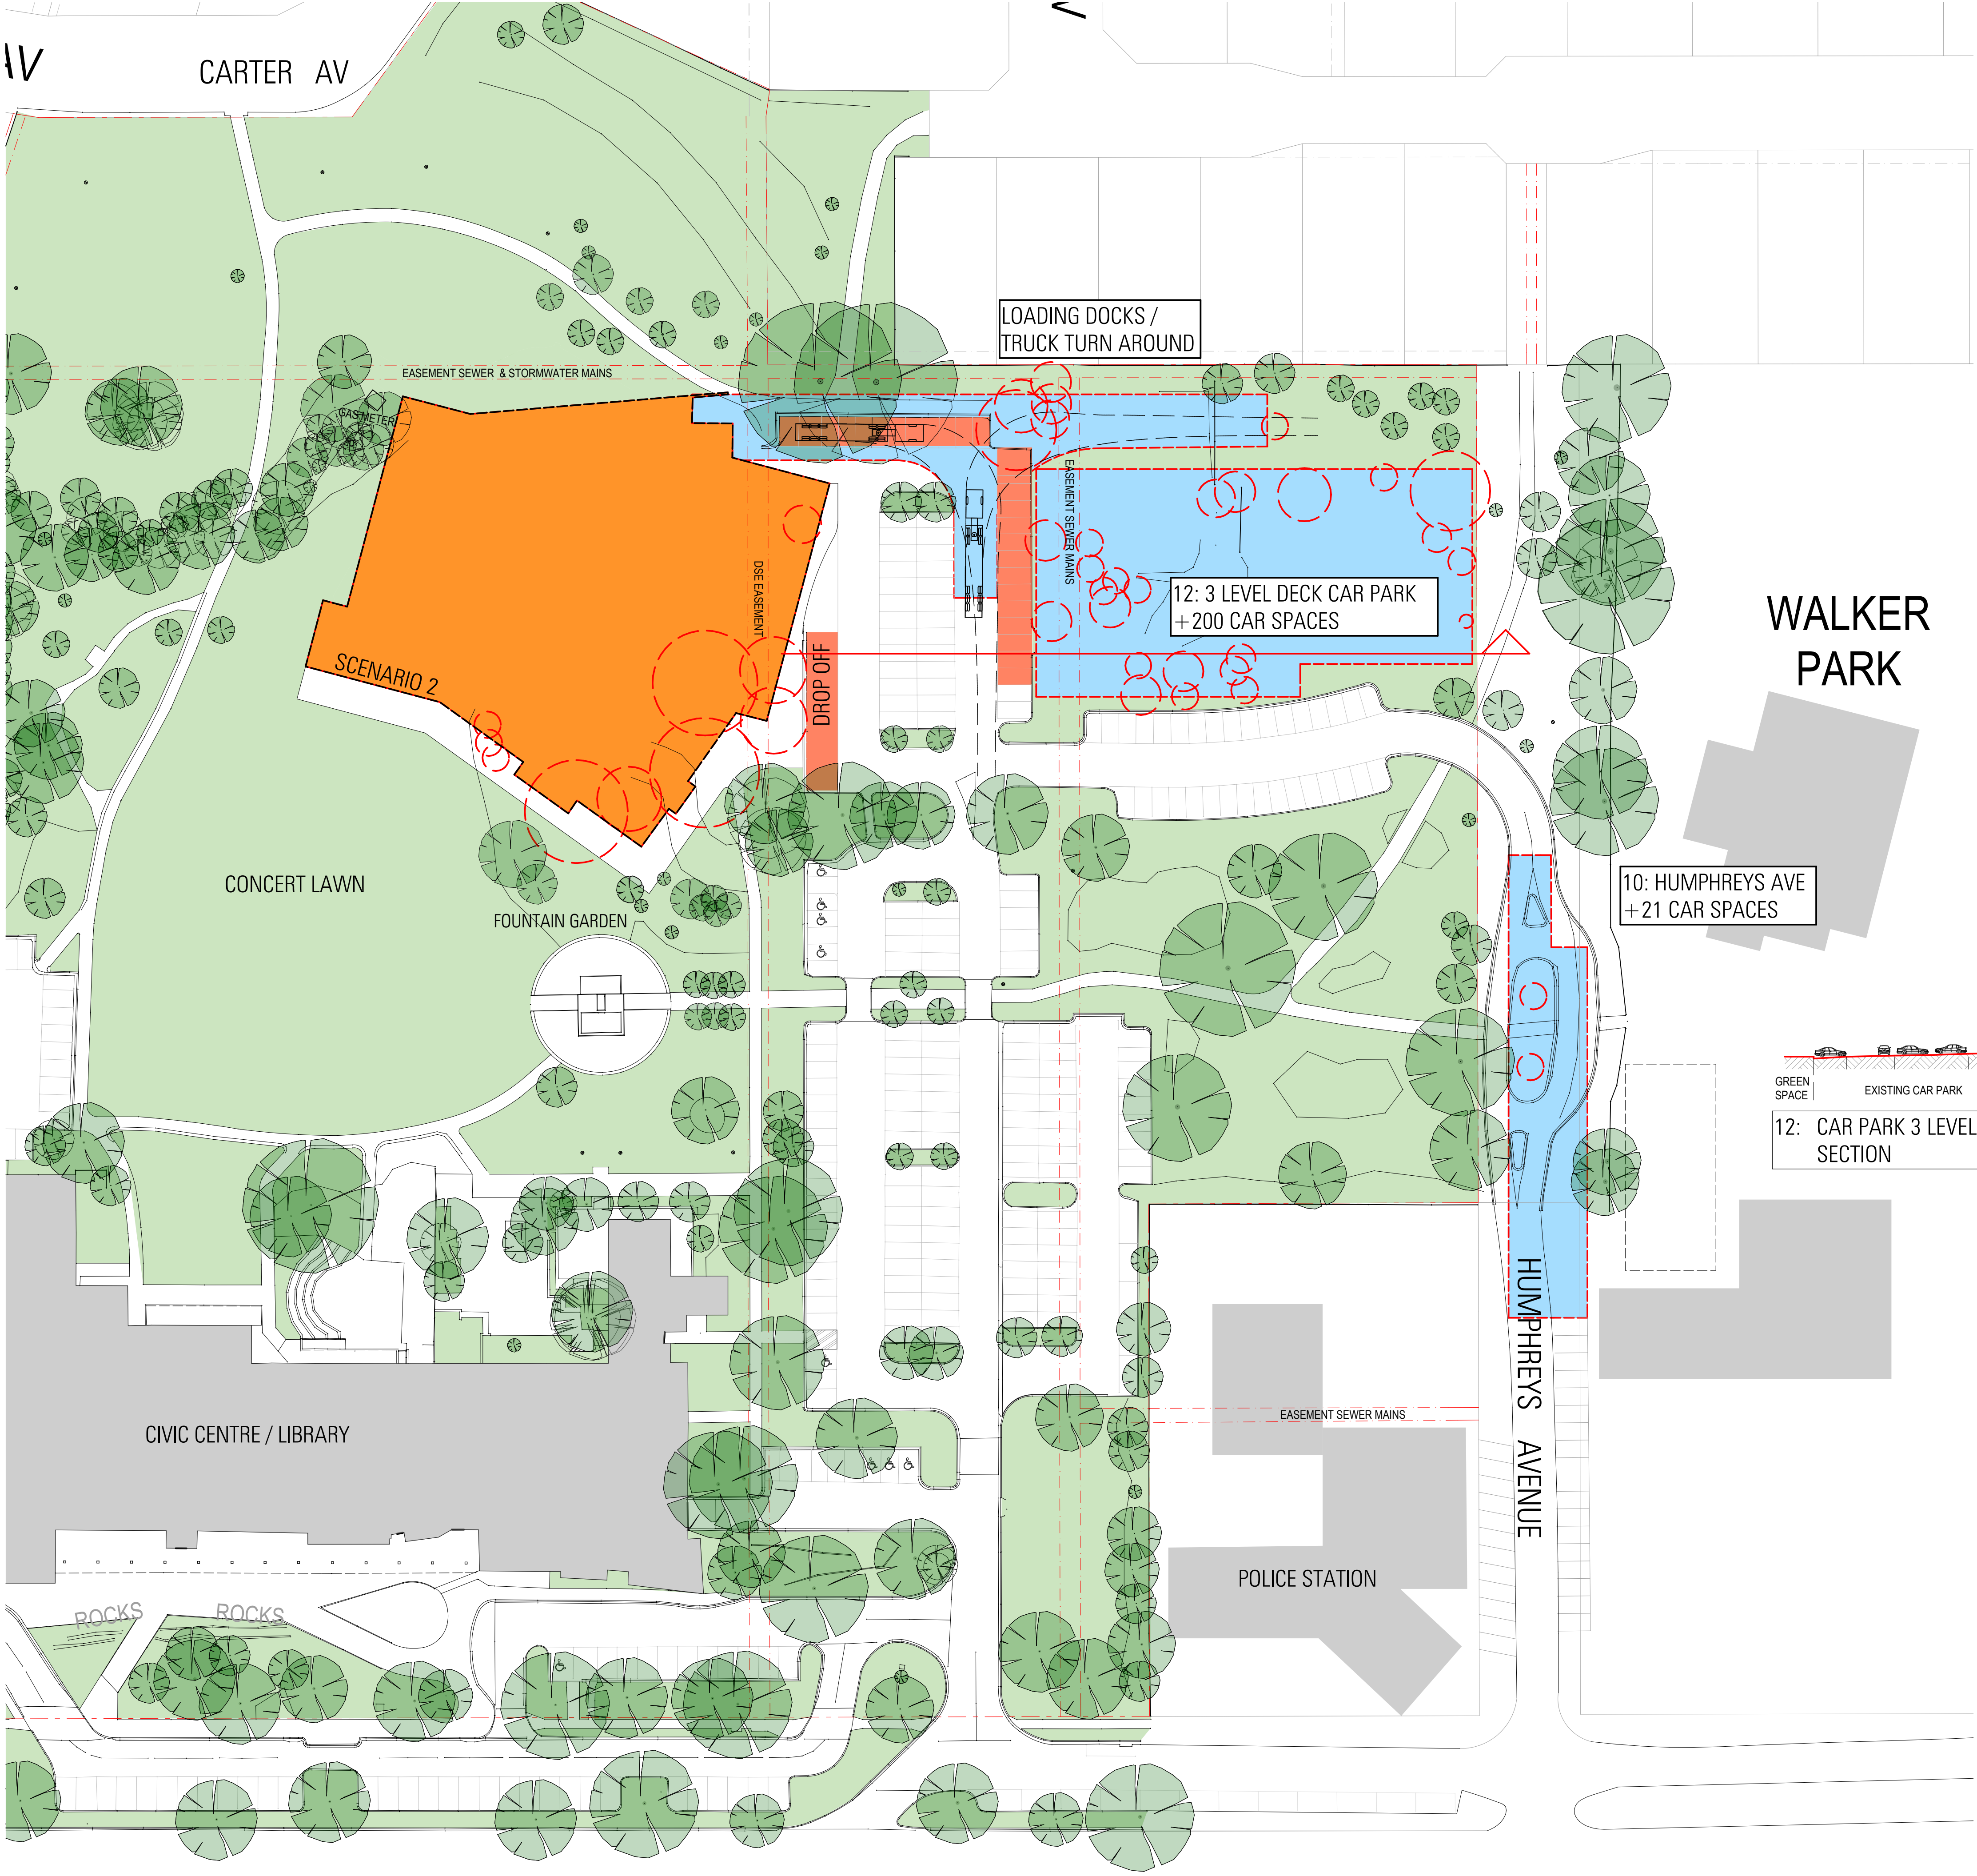 AV
CARTER AV
LOADING DOCKS /
TRUCK TURN AROUND
EASEMENT SEWER & STORMWATER MAINS
GAS METER
EASEMENT SEWER MAINS
DSE EASEMENT
12: 3 LEVEL DECK CAR PARK
+200 CAR SPACES
WALKER
PARK
SCENARIO 2
DROP OFF
10: HUMPHREYS AVE
+21 CAR SPACES
CONCERT LAWN
FOUNTAIN GARDEN
GREEN
SPACE
EXISTING CAR PARK
12: CAR PARK 3 LEVEL
SECTION
HUMPHREYS AVENUE
EASEMENT SEWER MAINS
CIVIC CENTRE / LIBRARY
POLICE STATION
ROCKS
ROCKS